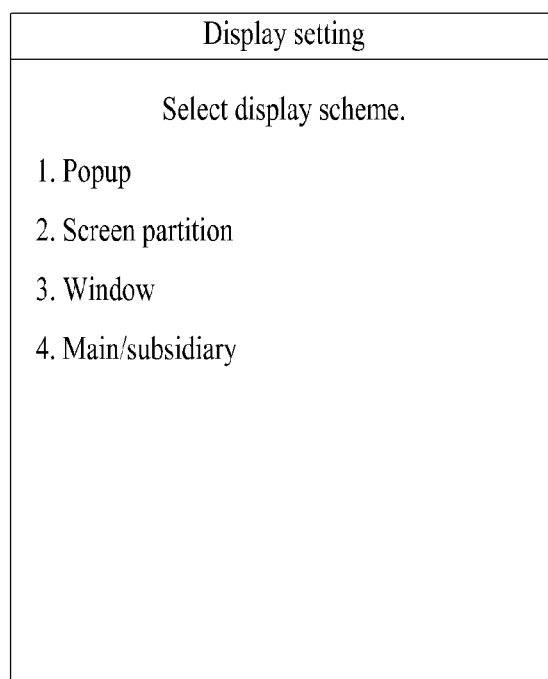 Display setting
Select display scheme.
1. Popup
2. Screen partition
3. Window
4. Main/subsidiary